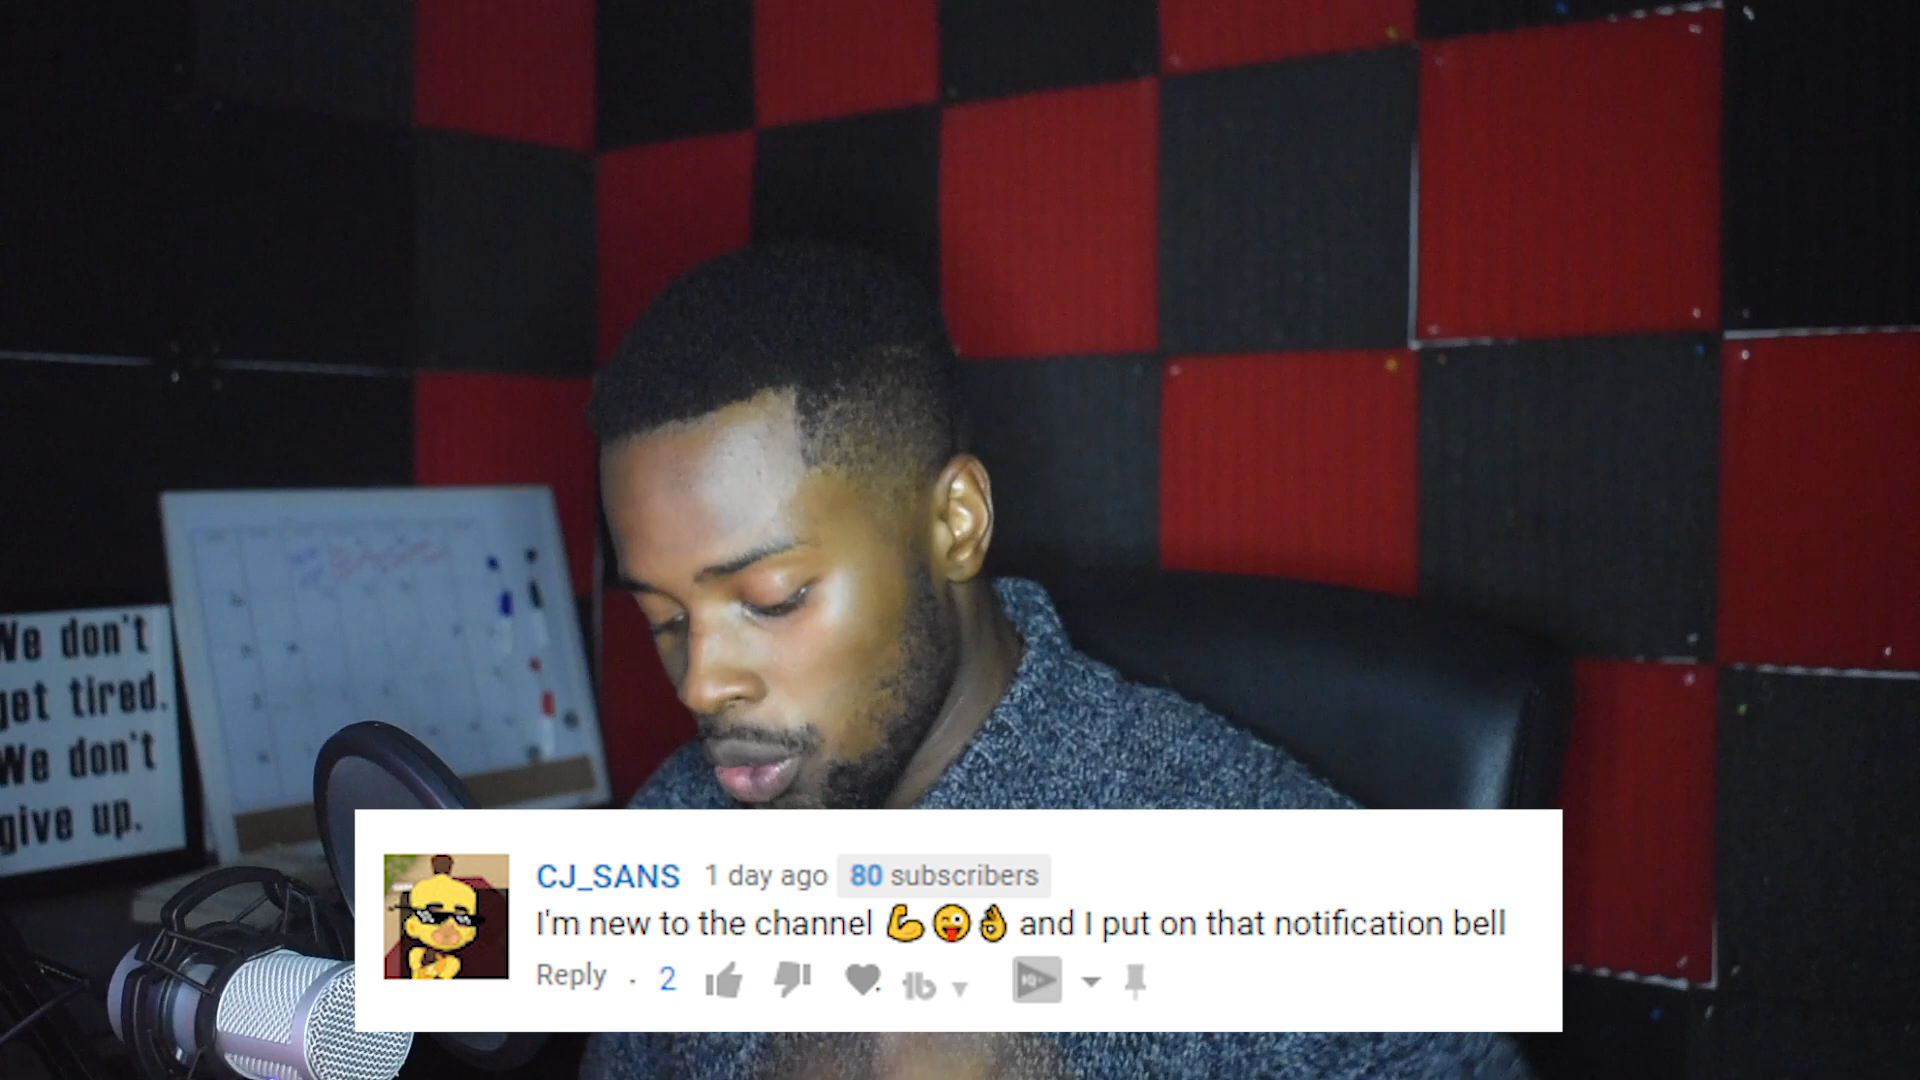 We don't
get tired.
We don't
give up.
CJ_SANS 1 day ago 80 subscribers
I'm new to the channel 💪😜👌 and I put on that notification bell
Reply . 2